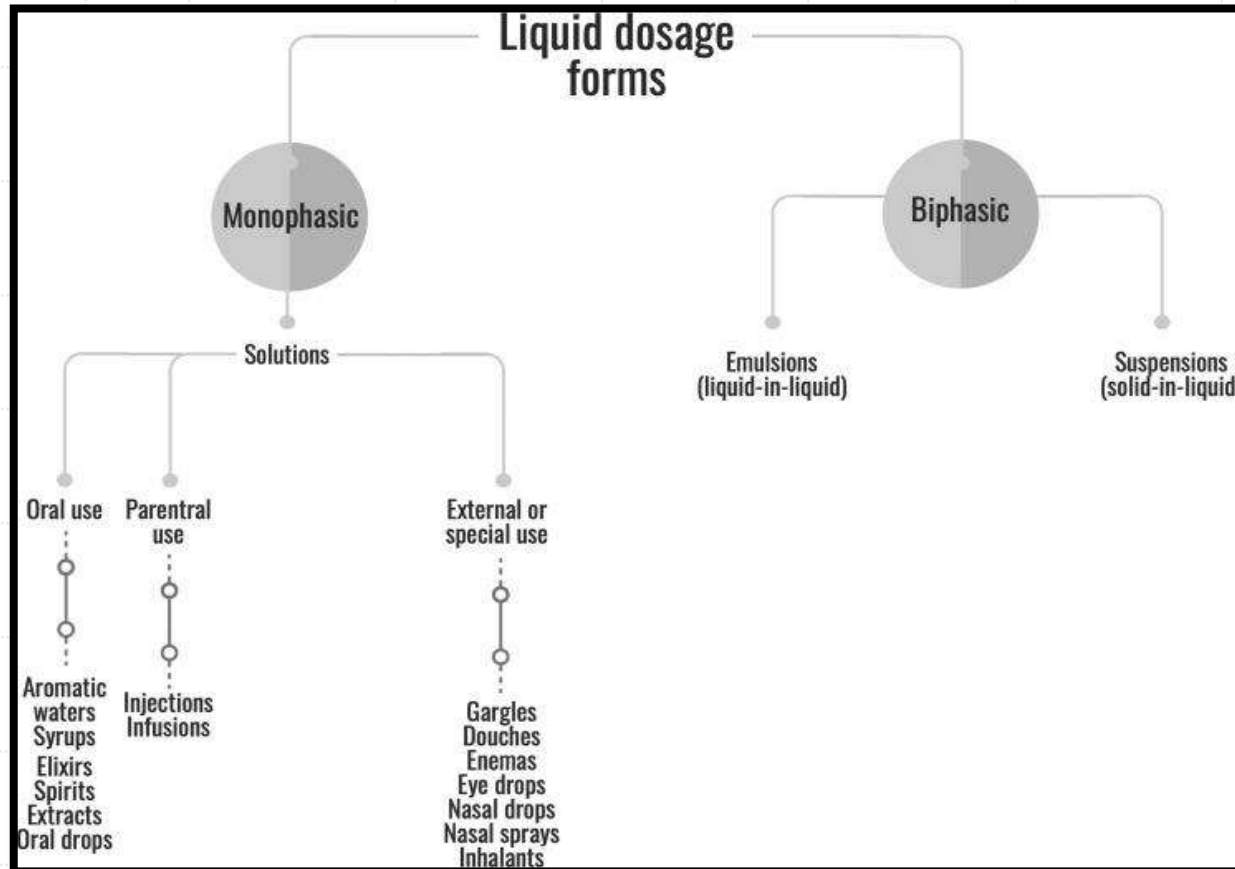 Liquid dosage
forms
Monophasic
Biphasic
Solutions
Emulsions
(liquid-in-liquid)
Suspensions
(solid-in-liquid
Oral use
Parentral
use
External or
special use
Aromatic
waters
Syrups
Elixirs
Spirits
Extracts
Oral drops
Injections
Infusions
Gargles
Douches
Enemas
Eye drops
Nasal drops
Nasal sprays
Inhalants